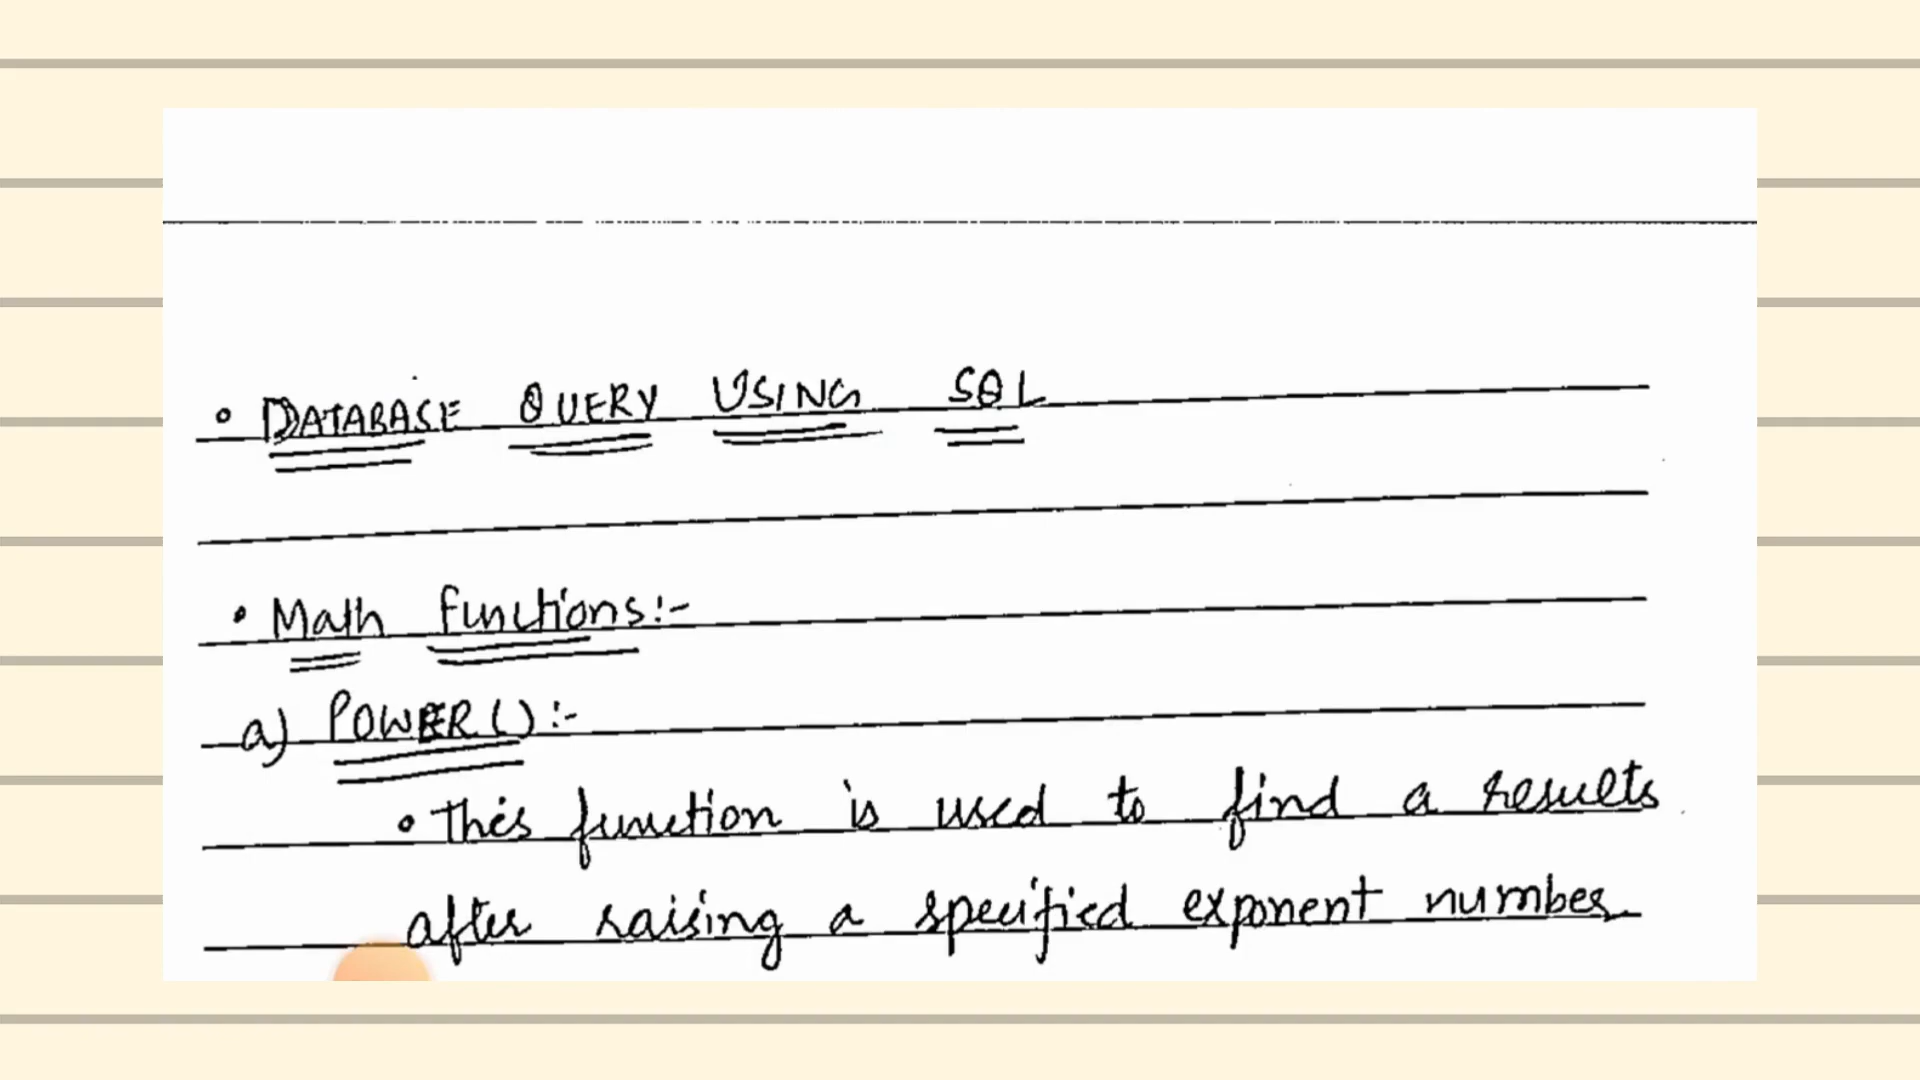 • DATABASE QUERY USING SQL
• Math functions:-
a) POWER():-
• This function is used to find a results
after raising a specified exponent number